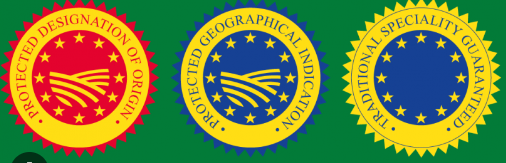 PROTECTED DESIGNATION OF ORIGIN
PROTECTED GEOGRAPHICAL INDICATION
TRADITIONAL SPECIALITY GUARANTEED